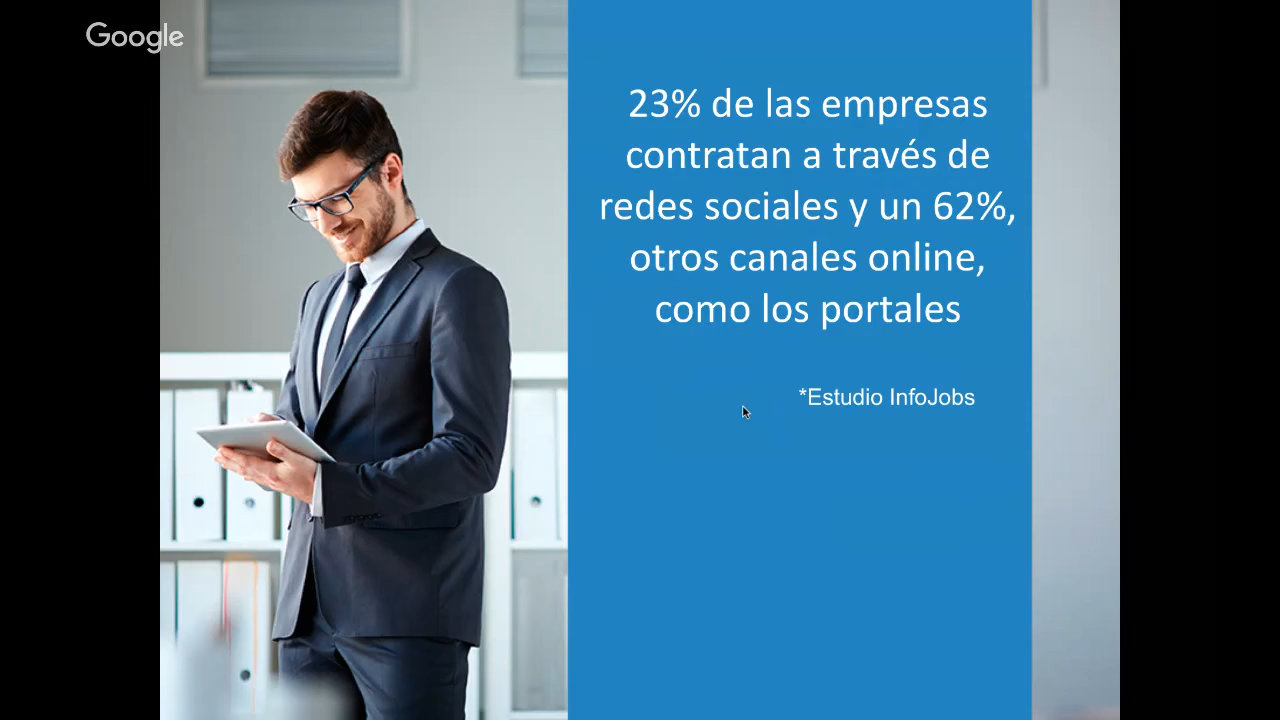 Google
23% de las empresas
contratan a través de
redes sociales y un 62%,
otros canales online,
como los portales
*Estudio InfoJobs